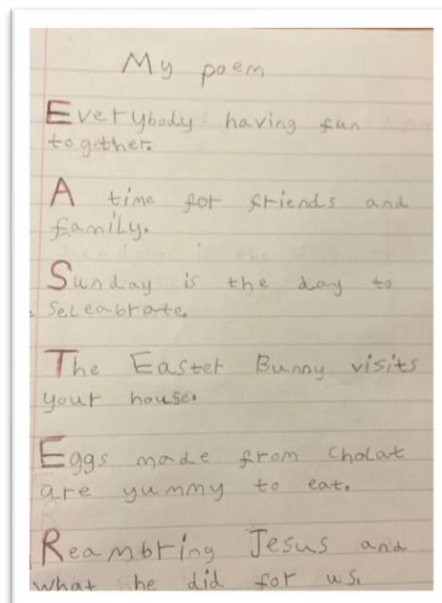 My poem
Everybody having fun
together.
A time for friends and
family.
Sunday is the day to
Seleabrate.
The Easter Bunny visits
your house.
Eggs made from cholat
are yummy to eat.
Reambring Jesus and
what he did for us.